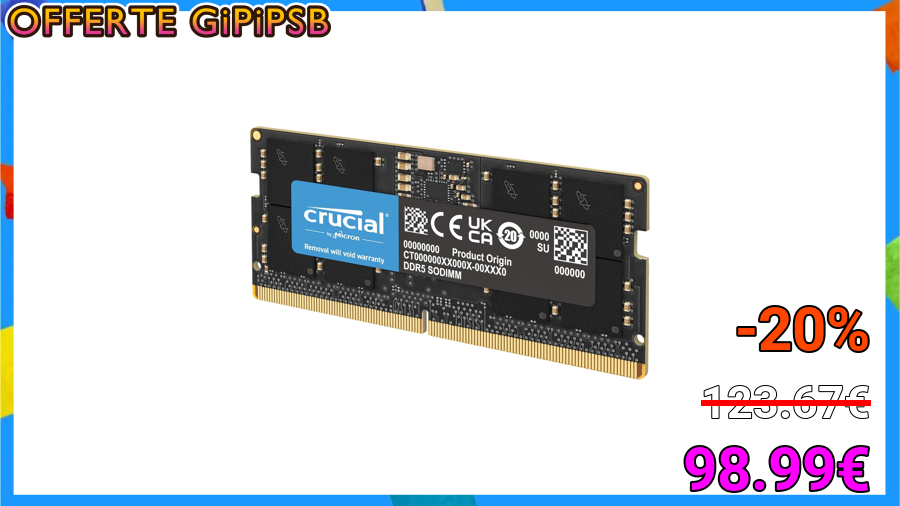 OFFERTE GiPiPSB
crucial
by Micron
Removal will void warranty
CE UK CA 20
0000
SU
00000000
Product Origin
CT000000XX000X-00XXX0
DDR5 SODIMM
000000
-20%
123.67€
98.99€